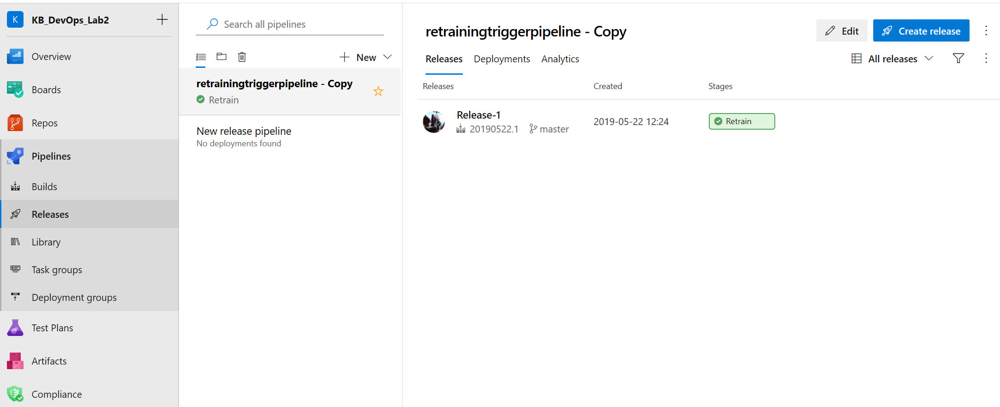 K KB_DevOps_Lab2
Overview
Boards
Repos
Pipelines
Builds
Releases
Library
Task groups
Deployment groups
Test Plans
Artifacts
Compliance
Search all pipelines
New
retrainingtriggerpipeline - Copy
Retrain
New release pipeline
No deployments found
retrainingtriggerpipeline - Copy
Edit Create release
Releases Deployments Analytics All releases
Releases Created Stages
Release-1
20190522.1 master
2019-05-22 12:24
Retrain